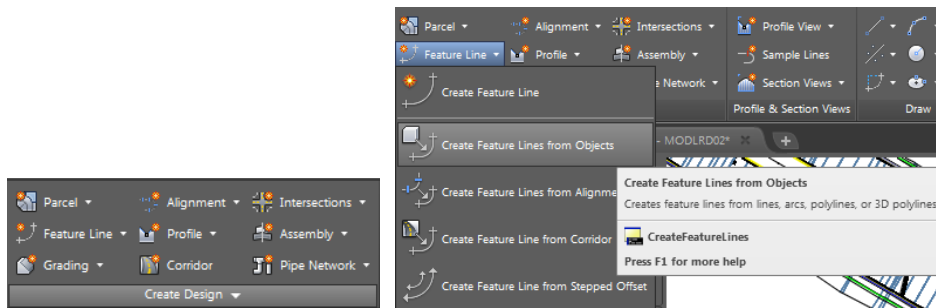 Parcel
Alignment
Intersections
Feature Line
Profile
Assembly
Grading
Corridor
Pipe Network
Create Design
Parcel
Alignment
Intersections
Profile View
Feature Line
Profile
Assembly
Sample Lines
Network
Section Views
Profile & Section Views
Draw
Create Feature Line
Create Feature Lines from Objects
- MODLRD02*
Create Feature Lines from Alignme
Create Feature Line from Corridor
Create Feature Line from Stepped Offset
Create Feature Lines from Objects
Creates feature lines from lines, arcs, polylines, or 3D polylines
CreateFeatureLines
Press F1 for more help